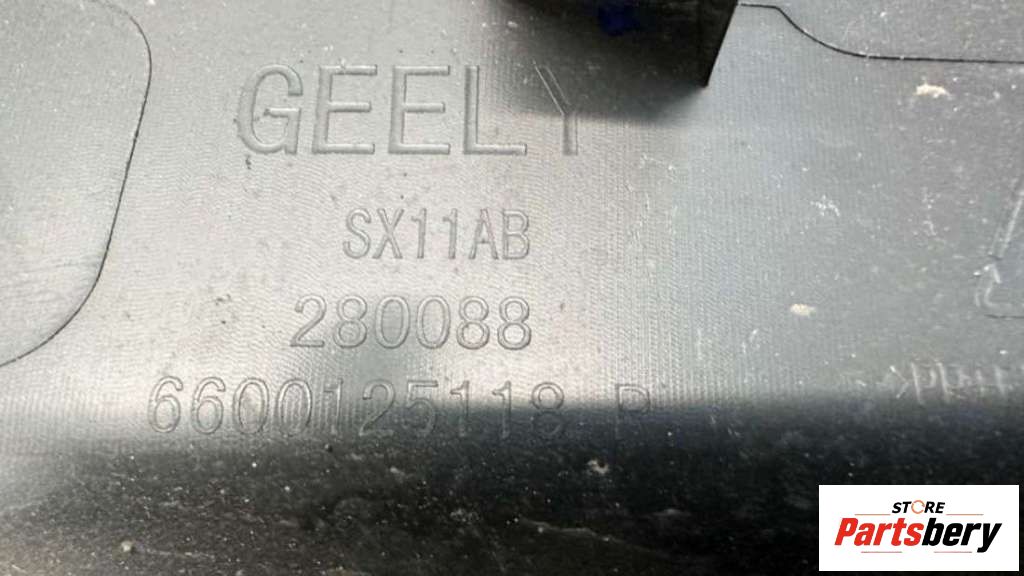 GEELY
SX11AB
280088
6600125118 R
STORE
Partsbery